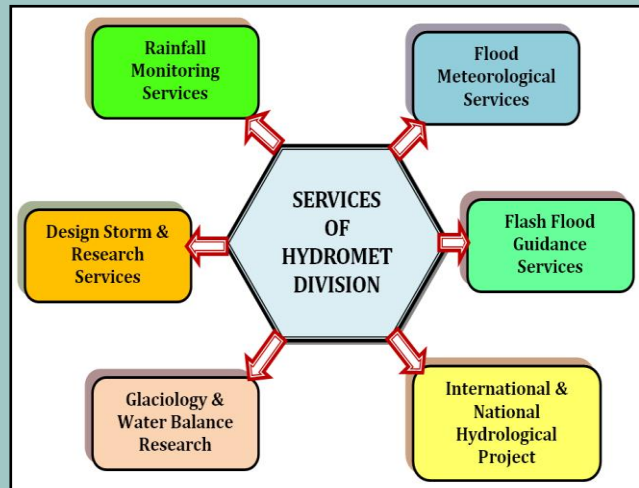 Rainfall
Monitoring
Services
Flood
Meteorological
Services
SERVICES
OF
HYDROMET
DIVISION
Design Storm &
Research
Services
Flash Flood
Guidance
Services
Glaciology &
Water Balance
Research
International &
National
Hydrological
Project